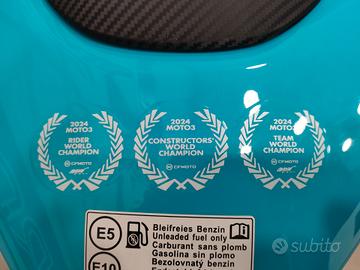 2024
MOTO3
RIDER
WORLD
CHAMPION
CFMOTO
2024
MOTO3
CONSTRUCTORS'
WORLD
CHAMPION
CFMOTO
2024
MOTO3
TEAM
WORLD
CHAMPION
CFMOTO
E5
Bleifreies Benzin
Unleaded fuel only
Carburant sans plomb
Gasolina sin plomo
Bezolovnatý benzin
E10
subito